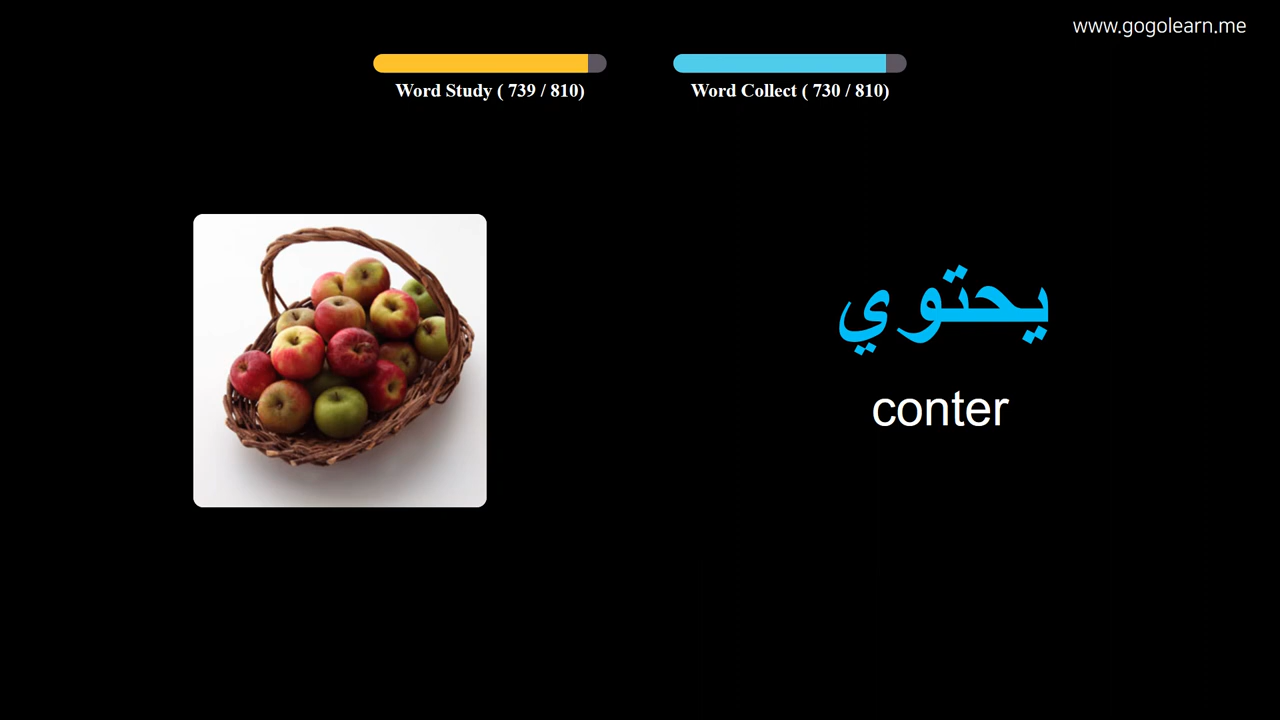 www.gogolearn.me
Word Study ( 739 / 810)
Word Collect ( 730 / 810)
يحتوي
conter